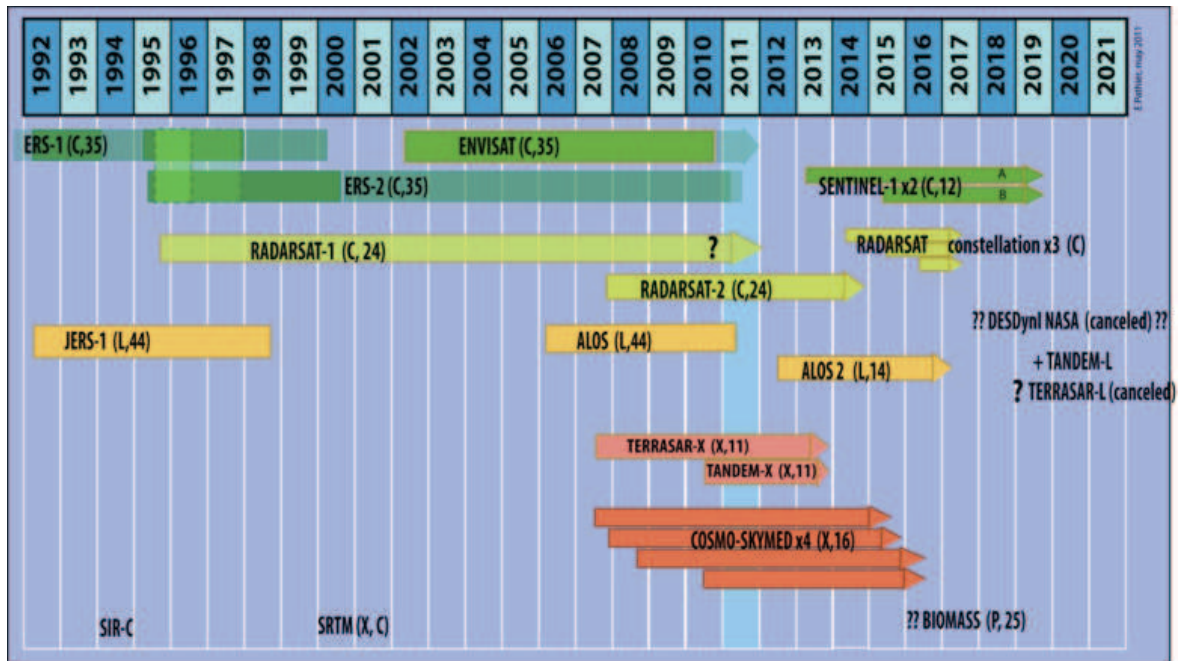 1992 1993 1994 1995 1996 1997 1998 1999 2000 2001 2002 2003 2004 2005 2006 2007 2008 2009 2010 2011 2012 2013 2014 2015 2016 2017 2018 2019 2020 2021
E.Pathier, may 2011
ERS-1 (C,35)
ENVISAT (C,35)
ERS-2 (C,35)
A
SENTINEL-1 x2 (C,12)
B
RADARSAT-1 (C, 24)
?
RADARSAT constellation x3 (C)
RADARSAT-2 (C,24)
?? DESDynI NASA (canceled) ??
JERS-1 (L,44)
ALOS (L,44)
+ TANDEM-L
ALOS 2 (L,14)
? TERRASAR-L (canceled)
TERRASAR-X (X,11)
TANDEM-X (X,11)
COSMO-SKYMED x4 (X,16)
SIR-C
SRTM (X, C)
?? BIOMASS (P, 25)